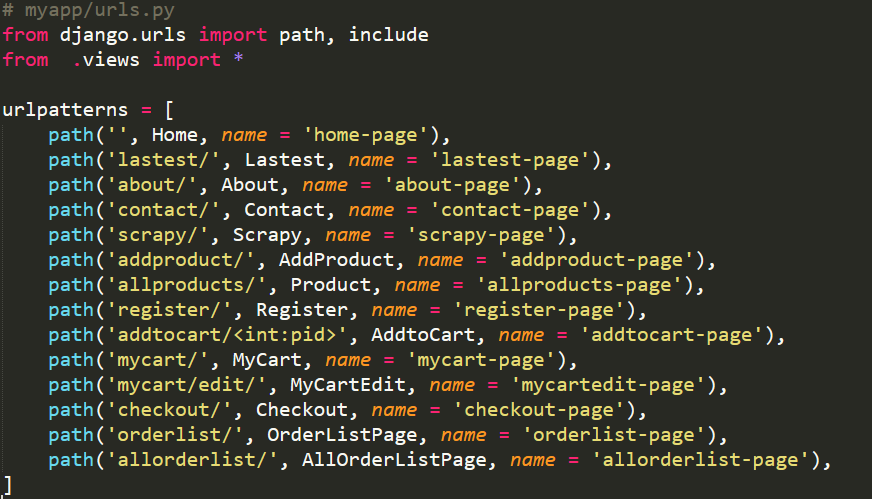 # myapp/urls.py
from django.urls import path, include
from  .views import *
urlpatterns = [
    path('', Home, name = 'home-page'),
    path('lastest/', Lastest, name = 'lastest-page'),
    path('about/', About, name = 'about-page'),
    path('contact/', Contact, name = 'contact-page'),
    path('scrapy/', Scrapy, name = 'scrapy-page'),
    path('addproduct/', AddProduct, name = 'addproduct-page'),
    path('allproducts/', Product, name = 'allproducts-page'),
    path('register/', Register, name = 'register-page'),
    path('addtocart/<int:pid>', AddtoCart, name = 'addtocart-page'),
    path('mycart/', MyCart, name = 'mycart-page'),
    path('mycart/edit/', MyCartEdit, name = 'mycartedit-page'),
    path('checkout/', Checkout, name = 'checkout-page'),
    path('orderlist/', OrderListPage, name = 'orderlist-page'),
    path('allorderlist/', AllOrderListPage, name = 'allorderlist-page'),
]